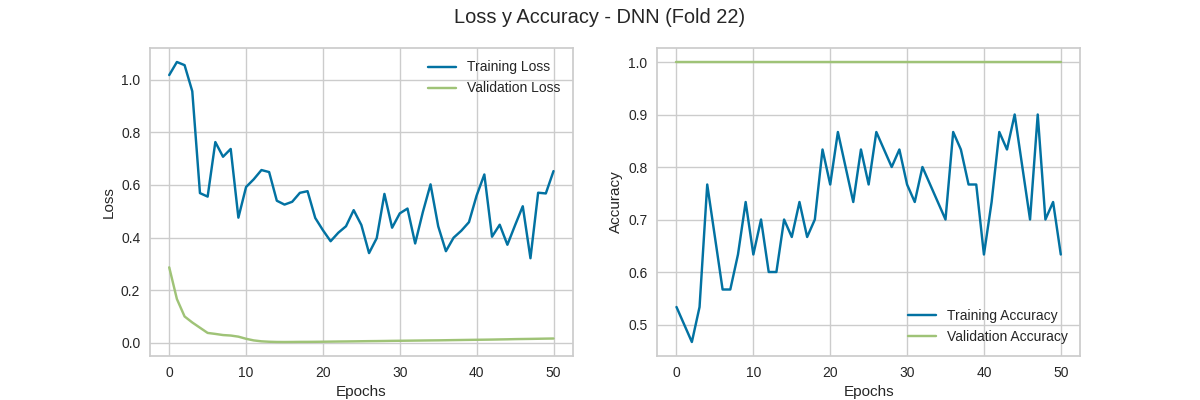 Loss y Accuracy - DNN (Fold 22)
1.0
0.8
0.6
0.4
0.2
0.0
Loss
0
10
20
30
40
50
Epochs
Training Loss
Validation Loss
1.0
0.9
0.8
0.7
0.6
0.5
Accuracy
0
10
20
30
40
50
Epochs
Training Accuracy
Validation Accuracy